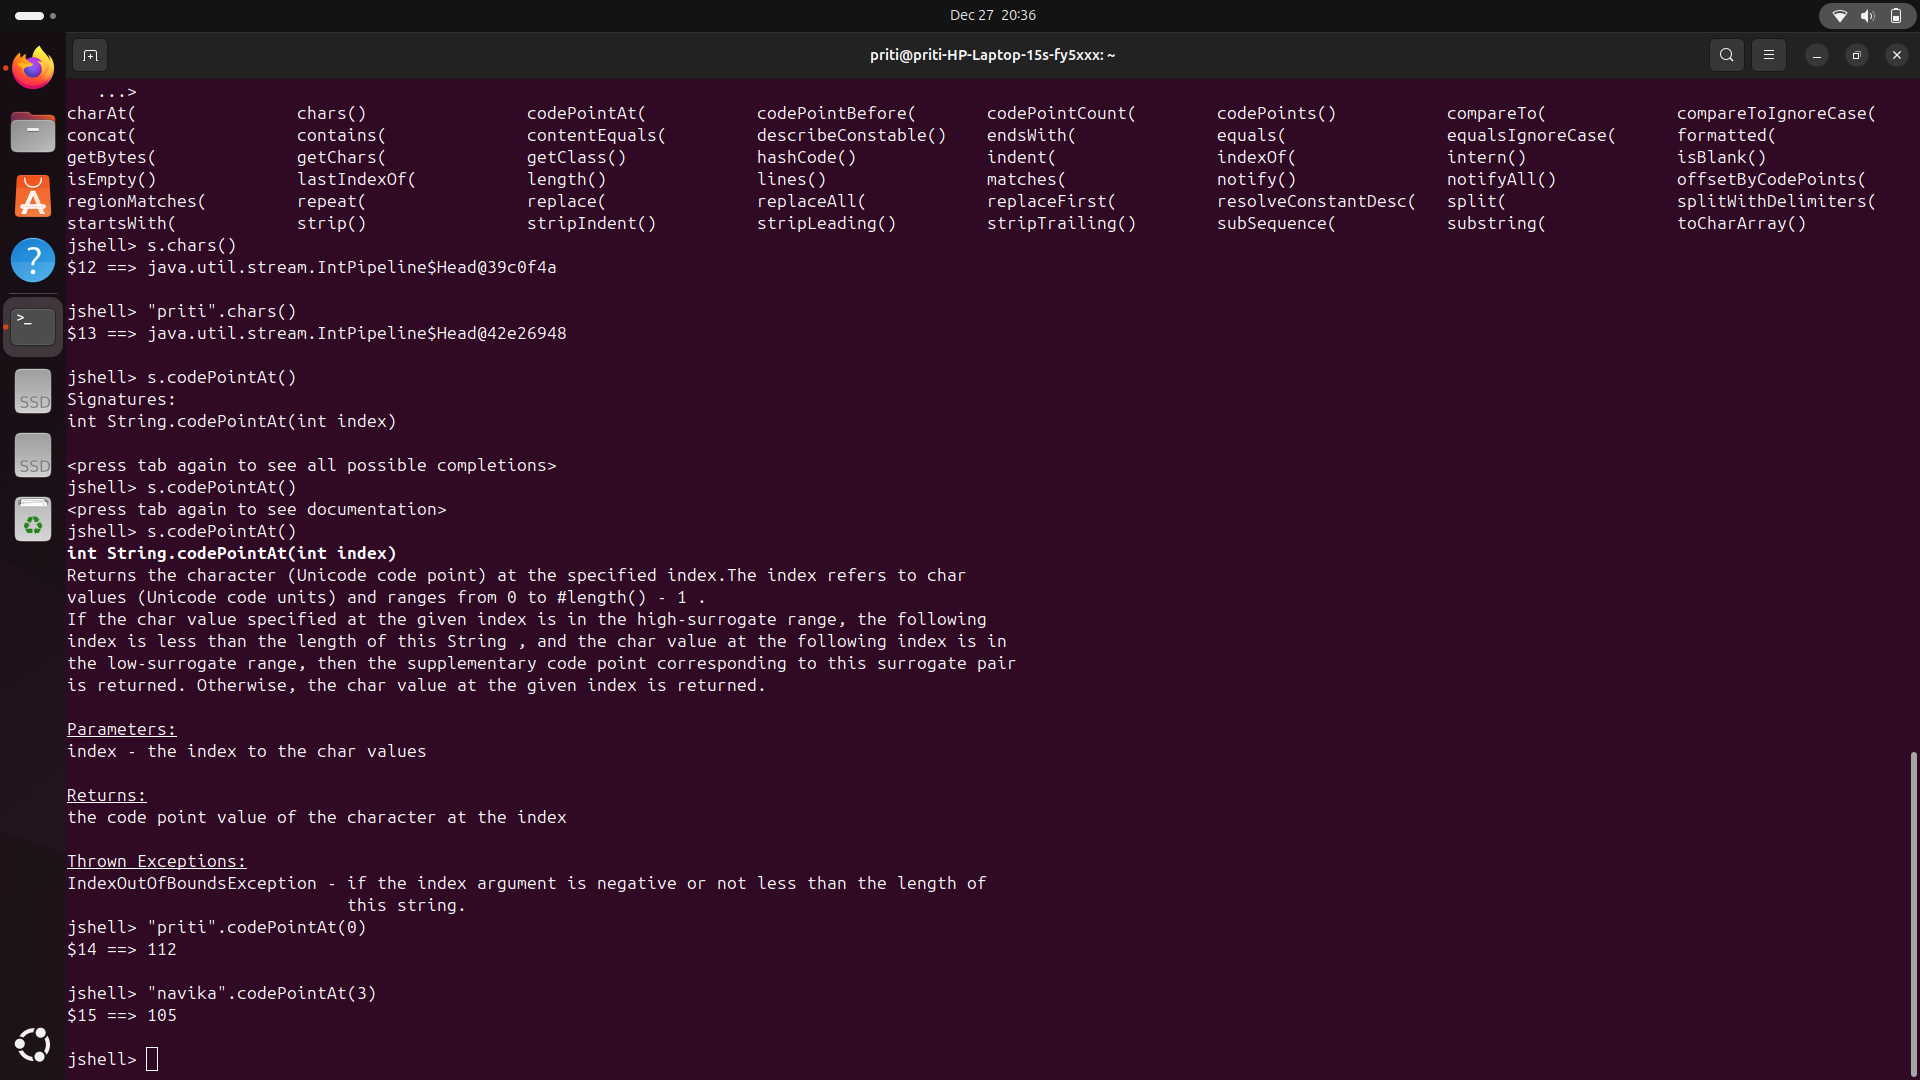 Dec 27  20:36
priti@priti-HP-Laptop-15s-fy5xxx: ~
...>
charAt( chars() codePointAt( codePointBefore( codePointCount( codePoints() compareTo( compareToIgnoreCase(
concat( contains( contentEquals( describeConstable() endsWith( equals( equalsIgnoreCase( formatted(
getBytes( getChars( getClass() hashCode() indent( indexOf( intern() isBlank()
isEmpty() lastIndexOf( length() lines() matches( notify() notifyAll() offsetByCodePoints(
regionMatches( repeat( replace( replaceAll( replaceFirst( resolveConstantDesc( split( splitWithDelimiters(
startsWith( strip() stripIndent() stripLeading() stripTrailing() subSequence( substring( toCharArray()
jshell> s.chars()
$12 ==> java.util.stream.IntPipeline$Head@39c0f4a
jshell> "priti".chars()
$13 ==> java.util.stream.IntPipeline$Head@42e26948
jshell> s.codePointAt()
Signatures:
int String.codePointAt(int index)
<press tab again to see all possible completions>
jshell> s.codePointAt()
<press tab again to see documentation>
jshell> s.codePointAt()
int String.codePointAt(int index)
Returns the character (Unicode code point) at the specified index.The index refers to char
values (Unicode code units) and ranges from 0 to #length() - 1 .
If the char value specified at the given index is in the high-surrogate range, the following
index is less than the length of this String , and the char value at the following index is in
the low-surrogate range, then the supplementary code point corresponding to this surrogate pair
is returned. Otherwise, the char value at the given index is returned.
Parameters:
index - the index to the char values
Returns:
the code point value of the character at the index
Thrown Exceptions:
IndexOutOfBoundsException - if the index argument is negative or not less than the length of
this string.
jshell> "priti".codePointAt(0)
$14 ==> 112
jshell> "navika".codePointAt(3)
$15 ==> 105
jshell>
?
>_
SSD
SSD